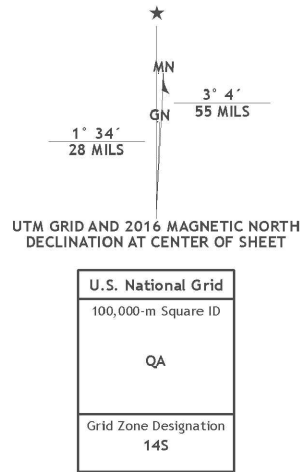 ★
MN
3° 4´
GN
55 MILS
1° 34´
28 MILS
UTM GRID AND 2016 MAGNETIC NORTH
DECLINATION AT CENTER OF SHEET
U.S. National Grid
100,000-m Square ID
QA
Grid Zone Designation
14S